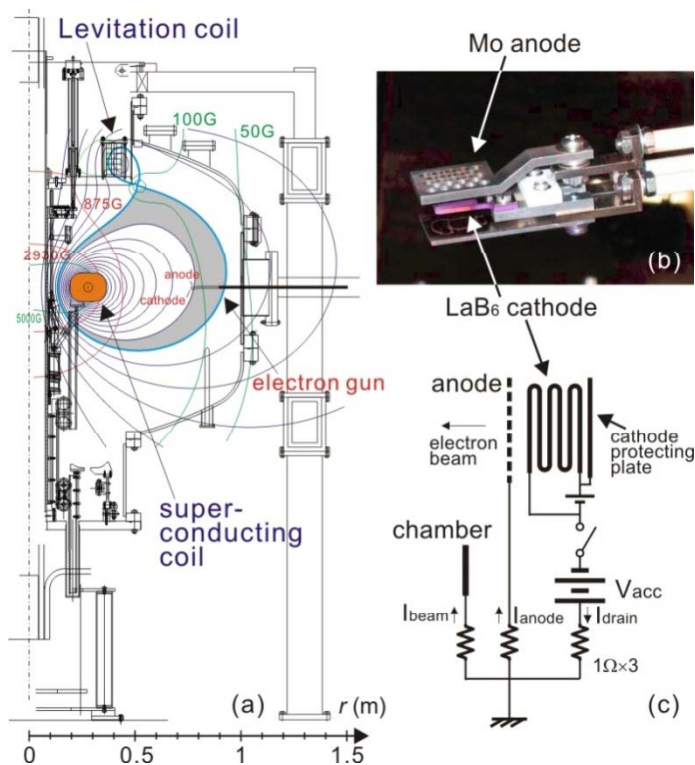 Levitation coil
100G
50G
875G
2930G
5000G
anode
cathode
electron gun
super-
conducting
coil
(a)
r (m)
0
0.5
1
1.5
Mo anode
(b)
LaB6 cathode
anode
electron
beam
cathode
protecting
plate
chamber
Vacc
Ibeam
Ianode
Idrain
1Ω×3
(c)